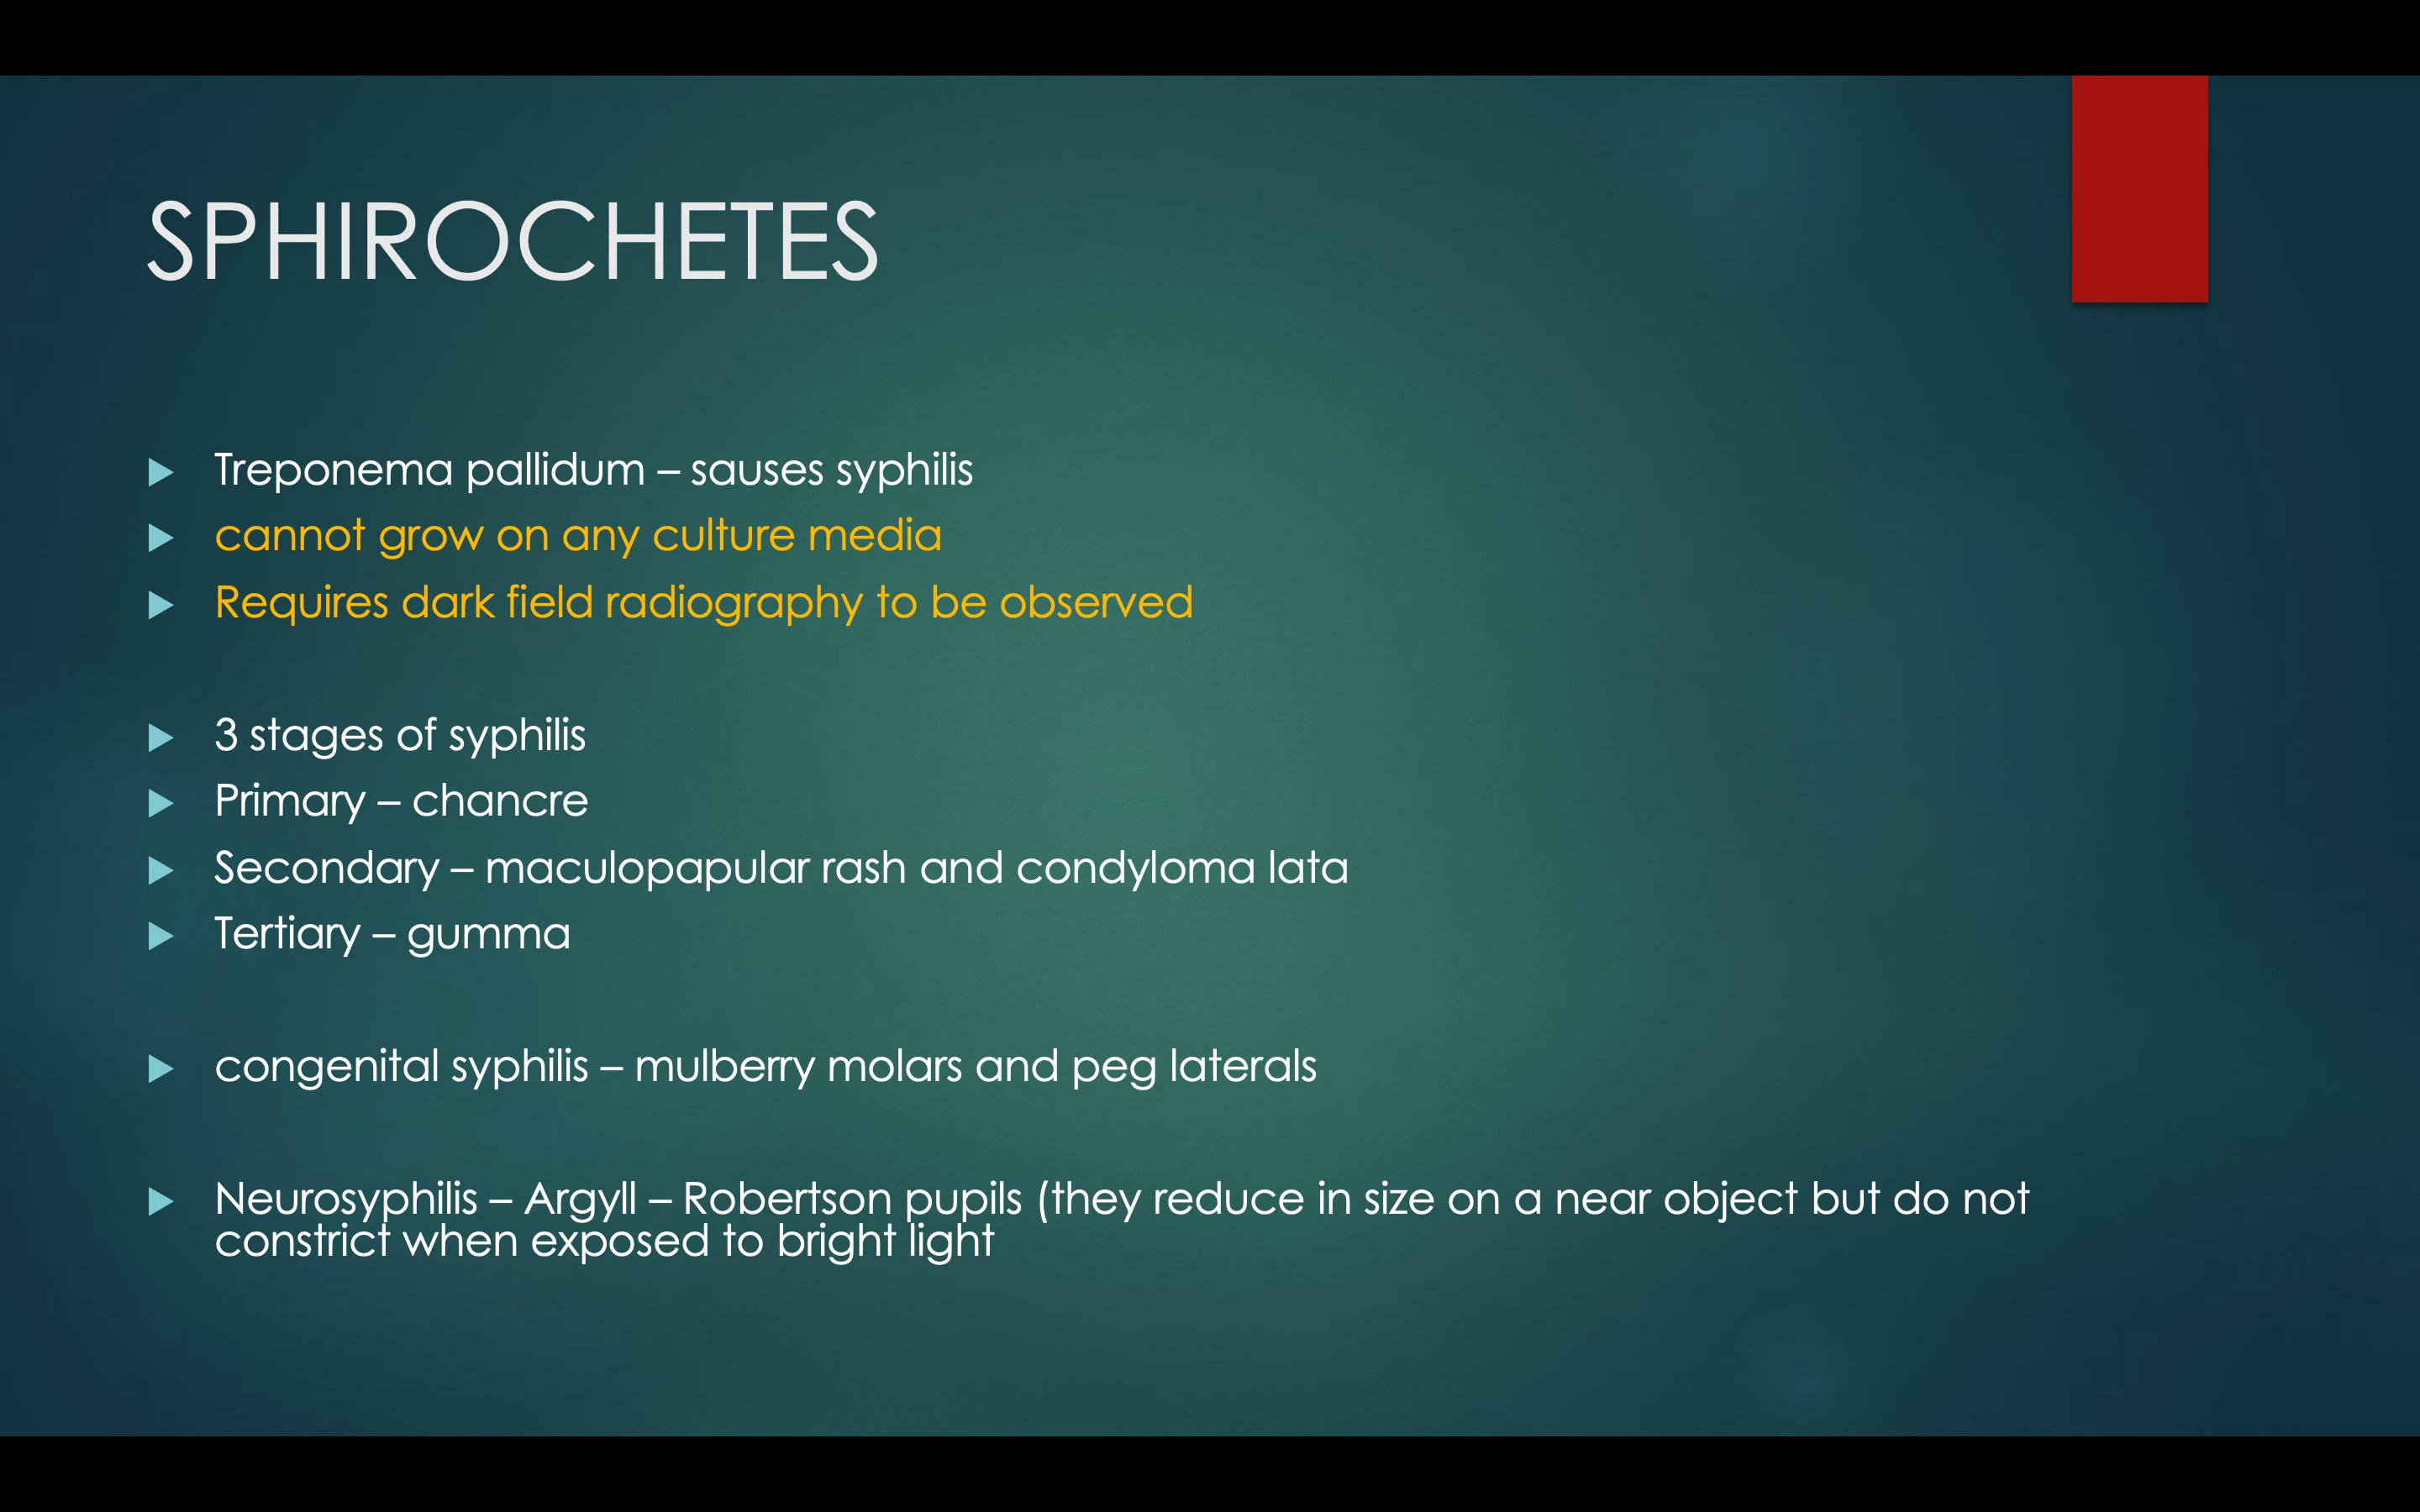 SPHIROCHETES
Treponema pallidum – sauses syphilis
cannot grow on any culture media
Requires dark field radiography to be observed
3 stages of syphilis
Primary – chancre
Secondary – maculopapular rash and condyloma lata
Tertiary – gumma
congenital syphilis – mulberry molars and peg laterals
Neurosyphilis – Argyll – Robertson pupils (they reduce in size on a near object but do not
constrict when exposed to bright light